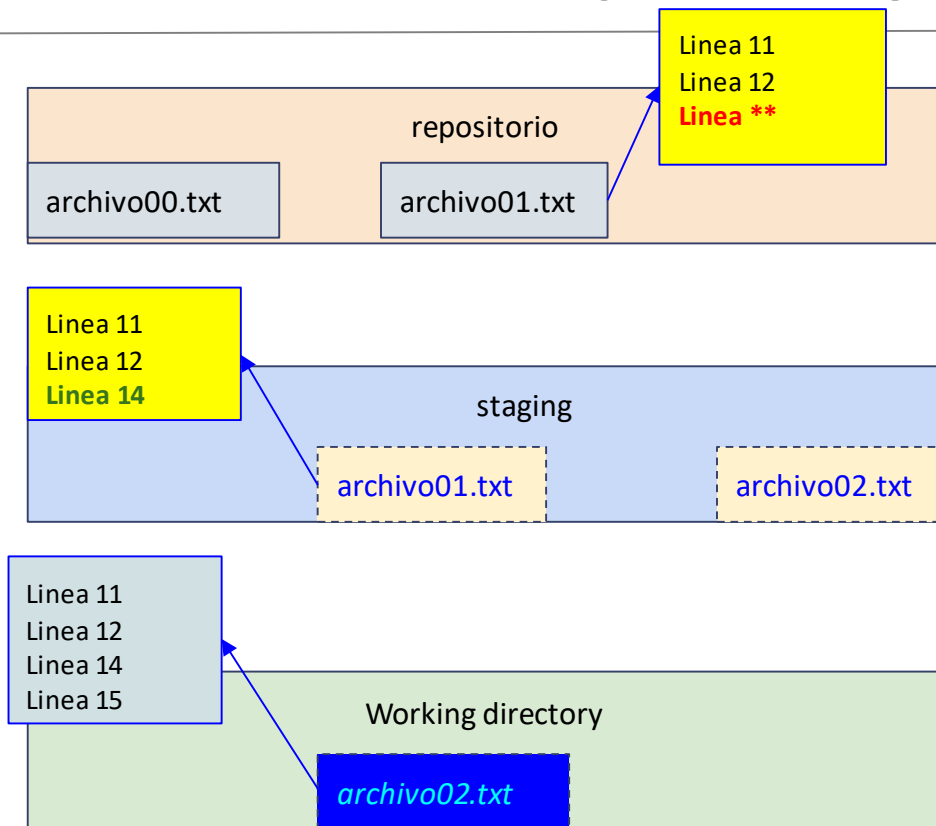 Linea 11
Linea 12
Linea **
repositorio
archivo00.txt
archivo01.txt
Linea 11
Linea 12
Linea 14
staging
archivo01.txt
archivo02.txt
Linea 11
Linea 12
Linea 14
Linea 15
Working directory
archivo02.txt